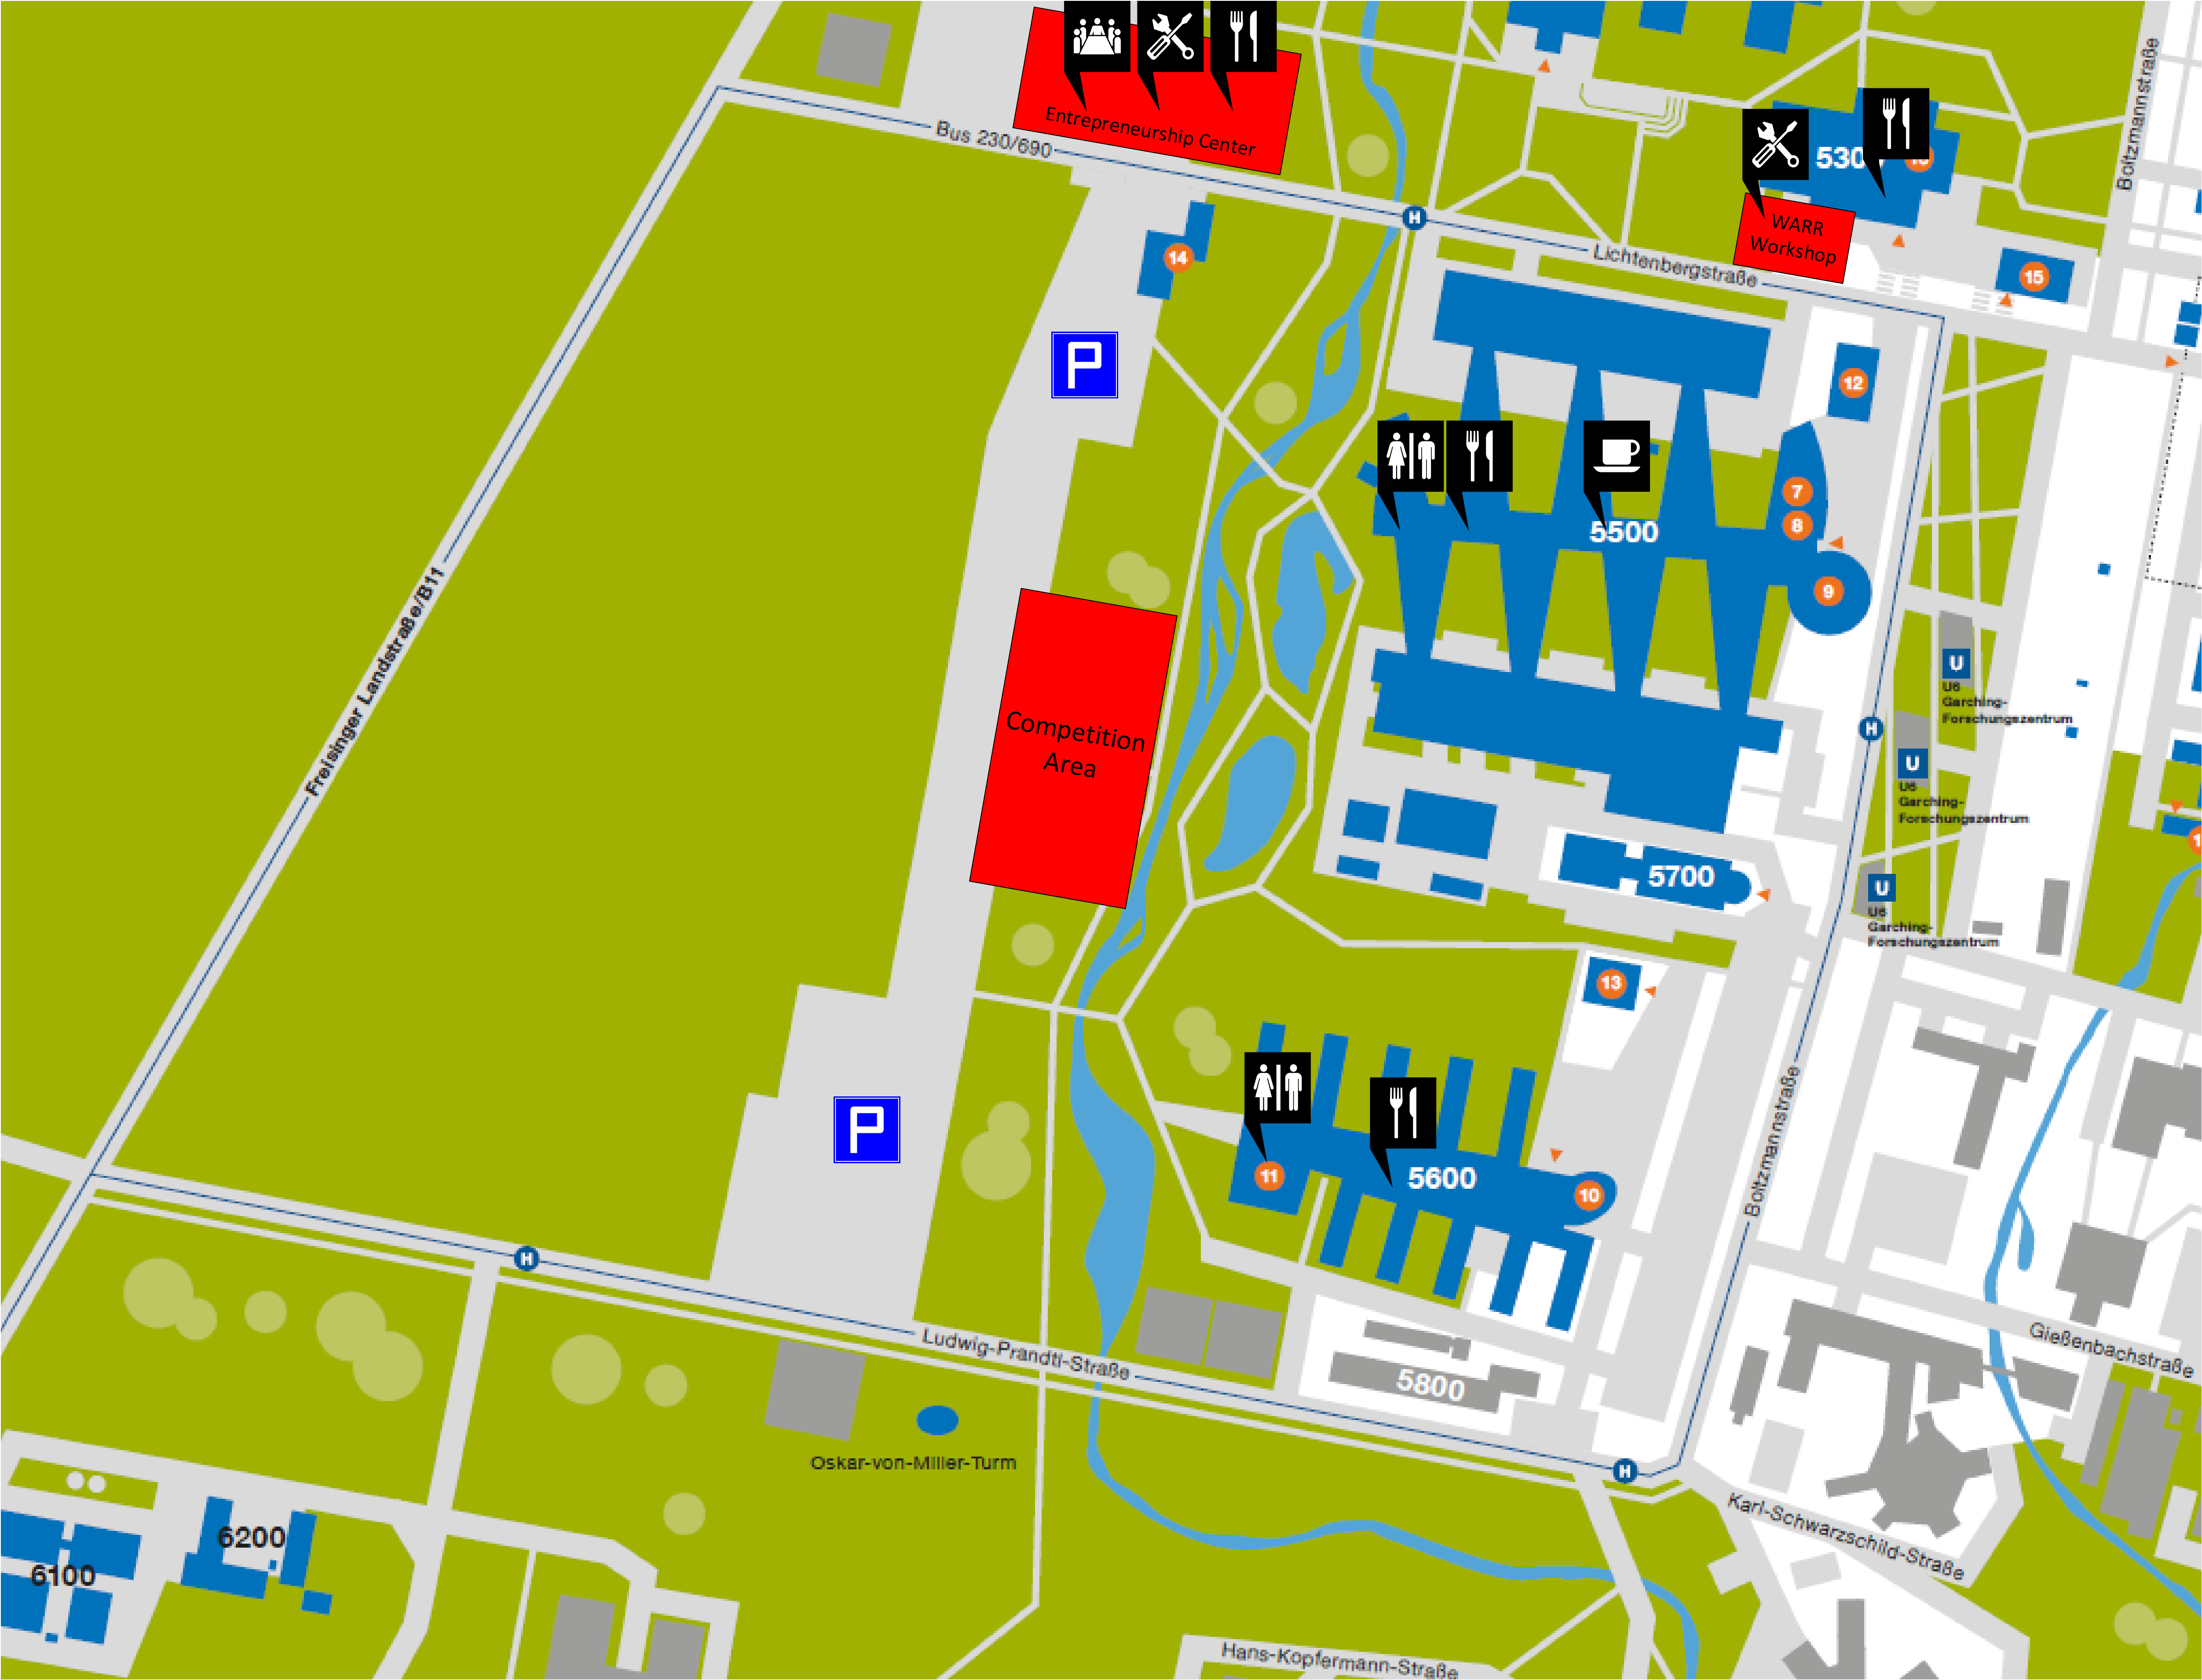 Entrepreneurship Center
Bus 230/690
Boltzmannstraße
530
WARR
Workshop
15
14
H
Lichtenbergstraße
P
12
7
8
5500
9
Freisinger Landstraße/B11
U
U6
Garching-
Forschungszentrum
Competition
Area
H
U
U6
Garching-
Forschungszentrum
5700
U
U6
Garching-
Forschungszentrum
13
P
11
5600
10
Boltzmannstraße
H
Ludwig-Prandtl-Straße
5800
Gießenbachstraße
Oskar-von-Miller-Turm
H
Karl-Schwarzschild-Straße
6200
6100
Hans-Kopfermann-Straße